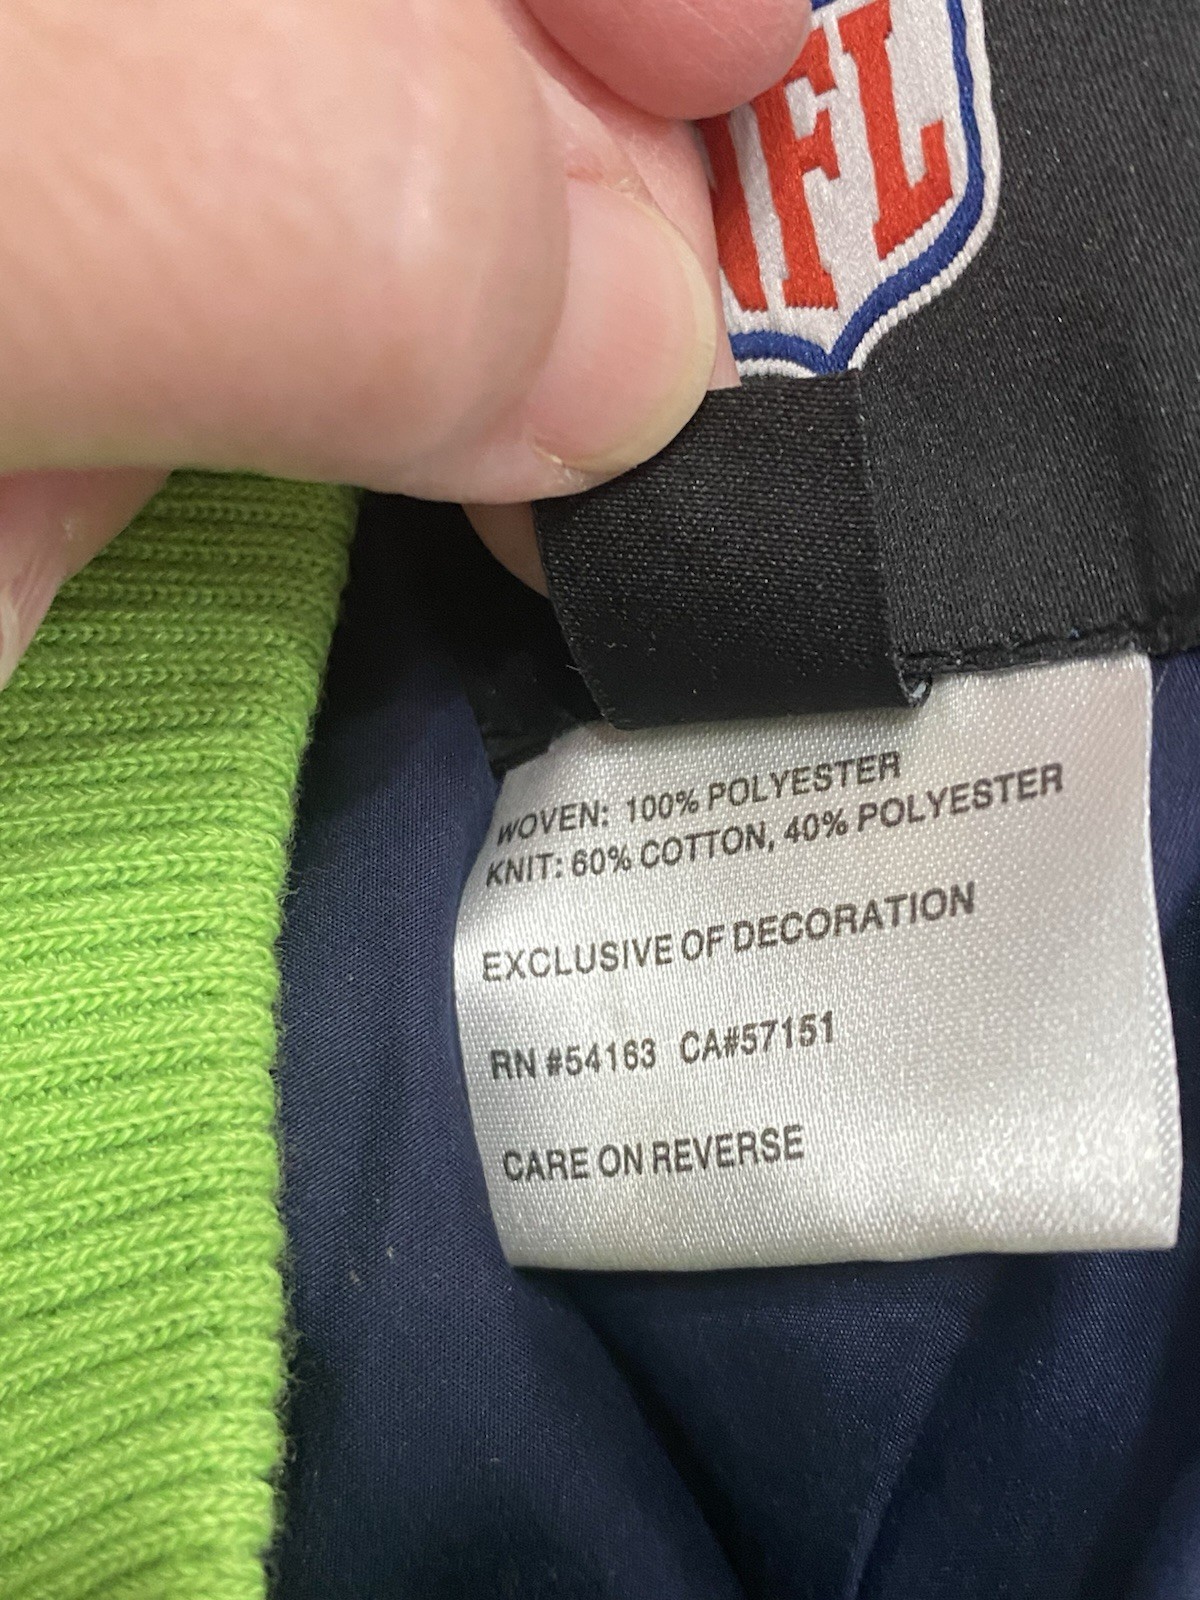 NFL
WOVEN: 100% POLYESTER
KNIT: 60% COTTON, 40% POLYESTER
EXCLUSIVE OF DECORATION
RN #54163 CA#57151
CARE ON REVERSE